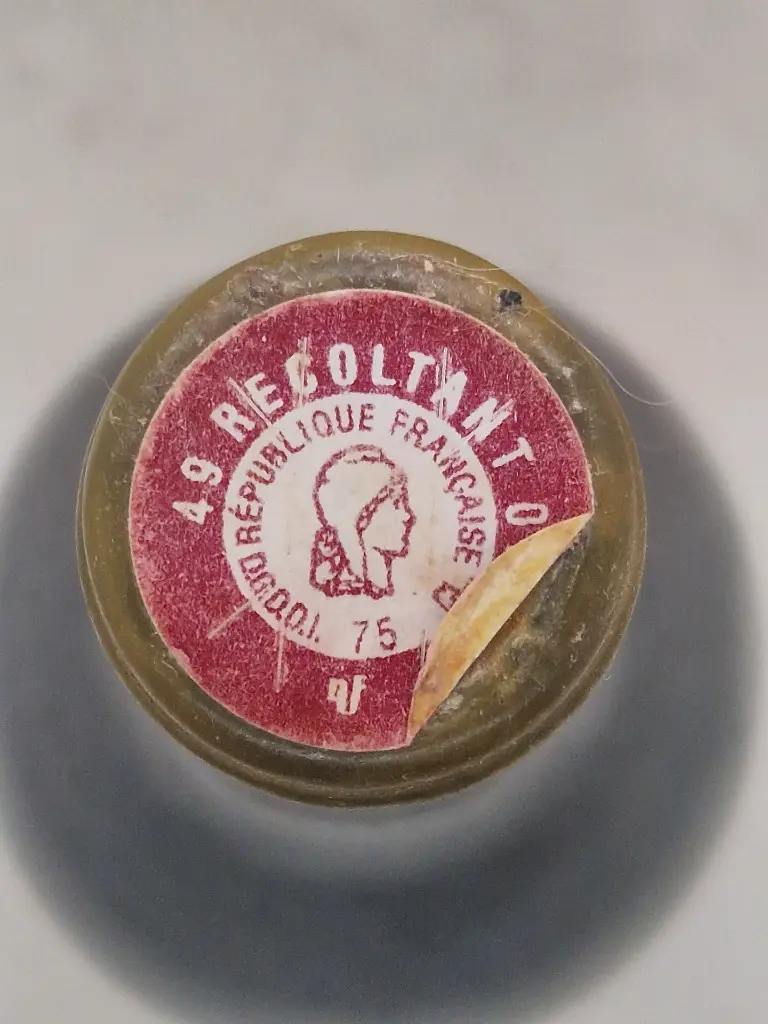 49 RECOLTANT 0
RÉPUBLIQUE FRANÇAISE
D.G.D.D.I.
75